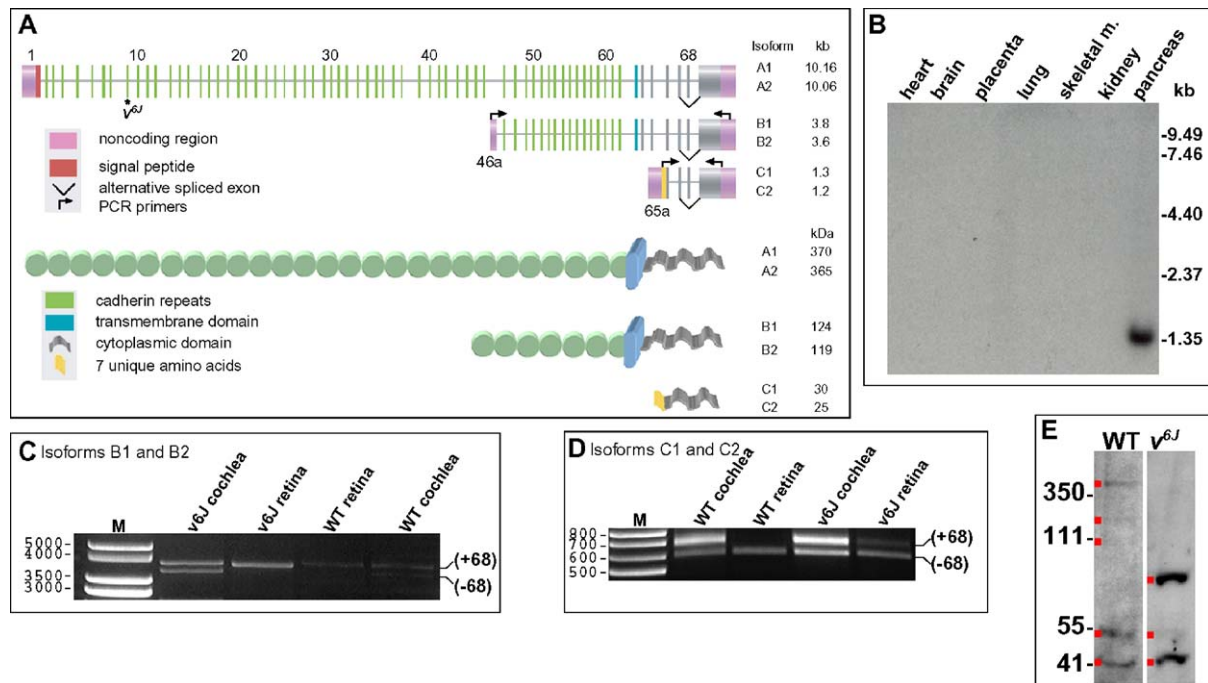 A
1 10 20 30 40 50 60 68 Isoform kb
A1 10.16
A2 10.06
* v6J
B1 3.8
B2 3.6
46a
C1 1.3
C2 1.2
65a
noncoding region
signal peptide
alternative spliced exon
PCR primers
kDa
A1 370
A2 365
cadherin repeats
transmembrane domain
cytoplasmic domain
7 unique amino acids
B1 124
B2 119
C1 30
C2 25
B
heart brain placenta lung skeletal m. kidney pancreas kb
-9.49
-7.46
-4.40
-2.37
-1.35
C Isoforms B1 and B2
M v6J cochlea v6J retina WT retina WT cochlea
5000-
4000-
3500-
3000-
(+68)
(-68)
D Isoforms C1 and C2
M WT cochlea WT retina v6J cochlea v6J retina
800-
700-
600-
500-
(+68)
(-68)
E
WT v6J
350-
111-
55-
41-